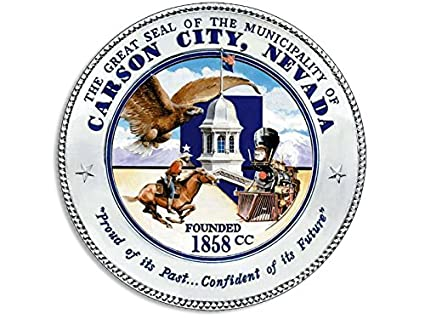 THE GREAT SEAL OF THE MUNICIPALITY OF
CARSON CITY, NEVADA
FOUNDED
1858 CC
"Proud of its Past...Confident of its Future"